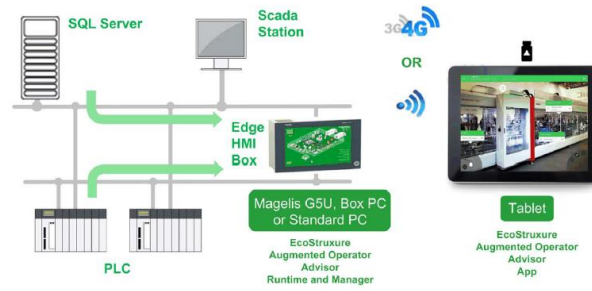 SQL Server
Scada
Station
3G 4G
OR
Edge
HMI
Box
Magelis G5U, Box PC
or Standard PC
EcoStruxure
Augmented Operator
Advisor
Runtime and Manager
PLC
Tablet
EcoStruxure
Augmented Operator
Advisor
App